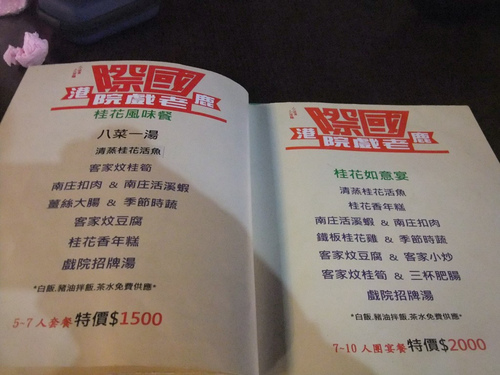 國際
港院戲老鹿
桂花風味餐
八菜一湯
清蒸桂花活魚
客家炆桂筍
南庄扣肉 & 南庄活溪蝦
薑絲大腸 & 季節時蔬
客家炆豆腐
桂花香年糕
戲院招牌湯
*白飯.豬油拌飯.茶水免費供應*
5~7人套餐特價$1500
國際
港院戲老鹿
桂花如意宴
清蒸桂花活魚
桂花香年糕
南庄活溪蝦 & 南庄扣肉
鐵板桂花雞 & 季節時蔬
客家炆豆腐 & 客家小炒
客家炆桂筍 & 三杯肥腸
戲院招牌湯
*白飯.豬油拌飯.茶水免費供應*
7~10人團宴餐特價$2000